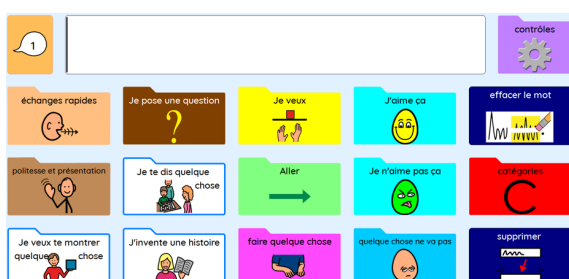 1
contrôles
échanges rapides
Je pose une question
?
Je veux
J'aime ça
effacer le mot
politesse et présentation
Je te dis quelque
chose
Aller
Je n'aime pas ça
catégories
Je veux te montrer
quelque chose
J'invente une histoire
faire quelque chose
quelque chose ne va pas
supprimer